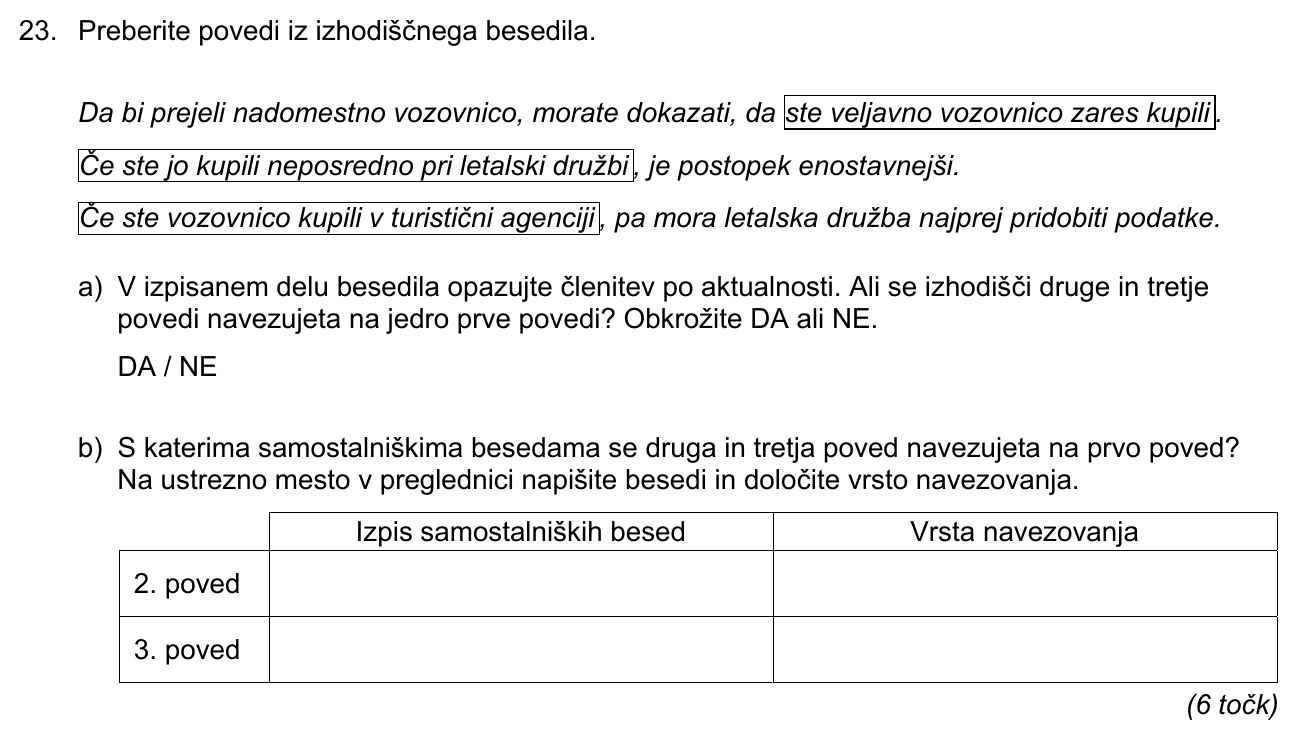 23. Preberite povedi iz izhodiščnega besedila.
Da bi prejeli nadomestno vozovnico, morate dokazati, da ste veljavno vozovnico zares kupili.
Če ste jo kupili neposredno pri letalski družbi, je postopek enostavnejši.
Če ste vozovnico kupili v turistični agenciji, pa mora letalska družba najprej pridobiti podatke.
a) V izpisanem delu besedila opazujte členitev po aktualnosti. Ali se izhodišči druge in tretje
povedi navezujeta na jedro prve povedi? Obkrožite DA ali NE.
DA / NE
b) S katerima samostalniškima besedama se druga in tretja poved navezujeta na prvo poved?
Na ustrezno mesto v preglednici napišite besedi in določite vrsto navezovanja.
Izpis samostalniških besed Vrsta navezovanja
2. poved
3. poved
(6 točk)